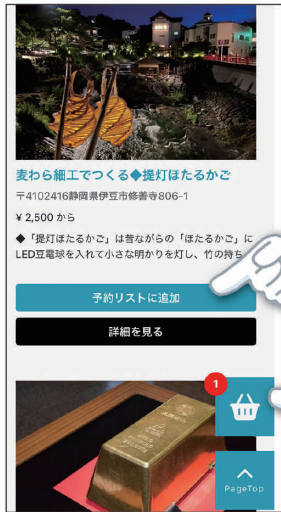 麦わら細工でつくる◆提灯ほたるかご
〒4102416静岡県伊豆市修善寺806-1
¥ 2,500 から
◆「提灯ほたるかご」は昔ながらの「ほたるかご」に
LED豆電球を入れて小さな明かりを灯し、竹の持ち
予約リストに追加
詳細を見る
1
PageTop